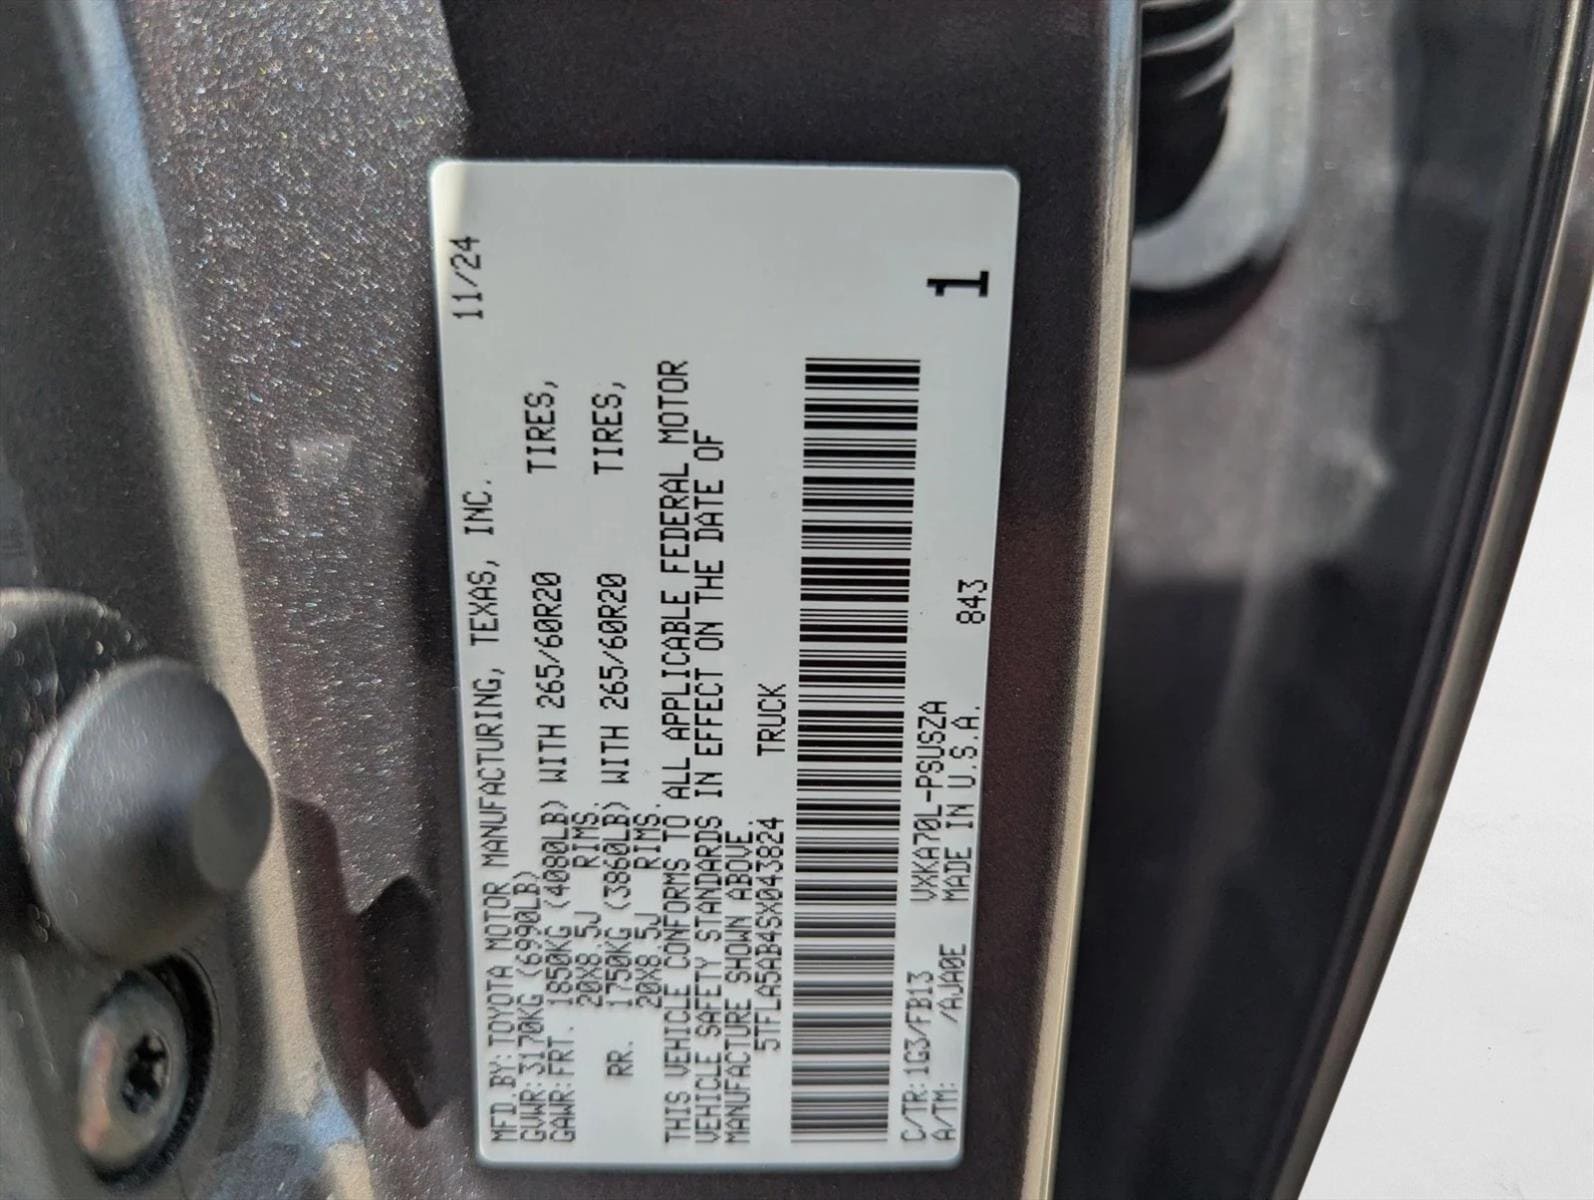 MFD.BY:TOYOTA MOTOR MANUFACTURING, TEXAS, INC. 11/24
GVWR:3170KG (6990LB)
GAWR:FRT. 1850KG (4080LB) WITH 265/60R20 TIRES,
20X8.5J RIMS.
RR. 1750KG (3860LB) WITH 265/60R20 TIRES,
20X8.5J RIMS.
THIS VEHICLE CONFORMS TO ALL APPLICABLE FEDERAL MOTOR
VEHICLE SAFETY STANDARDS IN EFFECT ON THE DATE OF
MANUFACTURE SHOWN ABOVE.
5TFLA5AB4SX043824 TRUCK
1
C/TR:1G3/FB13 VXKA70L-PSUSZA
A/TM: /AJA0E MADE IN U.S.A. 843